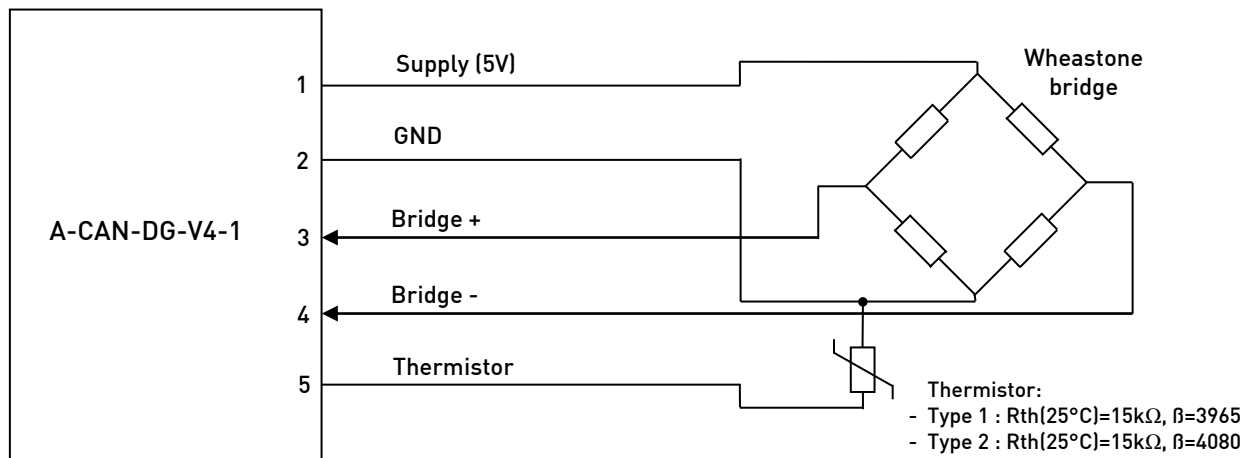 Supply (5V)
Wheastone
bridge
1
GND
2
A-CAN-DG-V4-1
Bridge +
3
Bridge -
4
Thermistor
5
Thermistor:
- Type 1 : Rth(25°C)=15kΩ, ß=3965
- Type 2 : Rth(25°C)=15kΩ, ß=4080